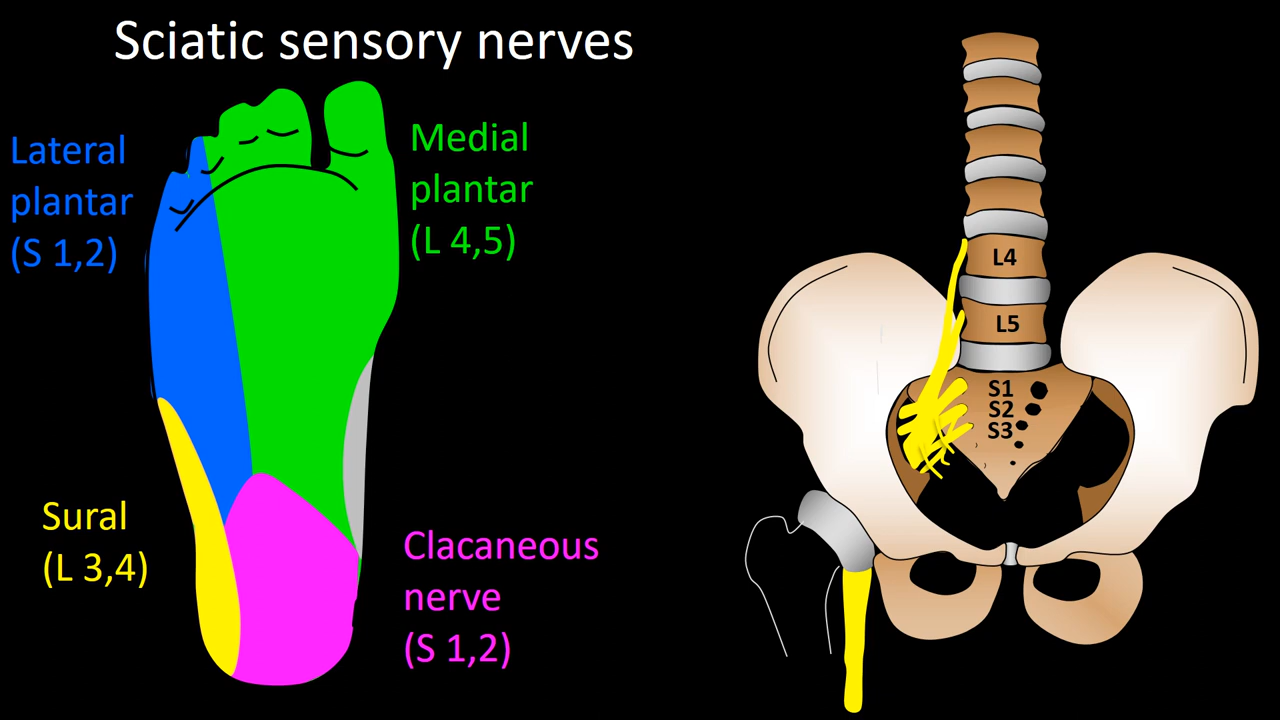 Sciatic sensory nerves
Lateral
plantar
(S 1,2)
Medial
plantar
(L 4,5)
Sural
(L 3,4)
Clacaneous
nerve
(S 1,2)
L4
L5
S1
S2
S3